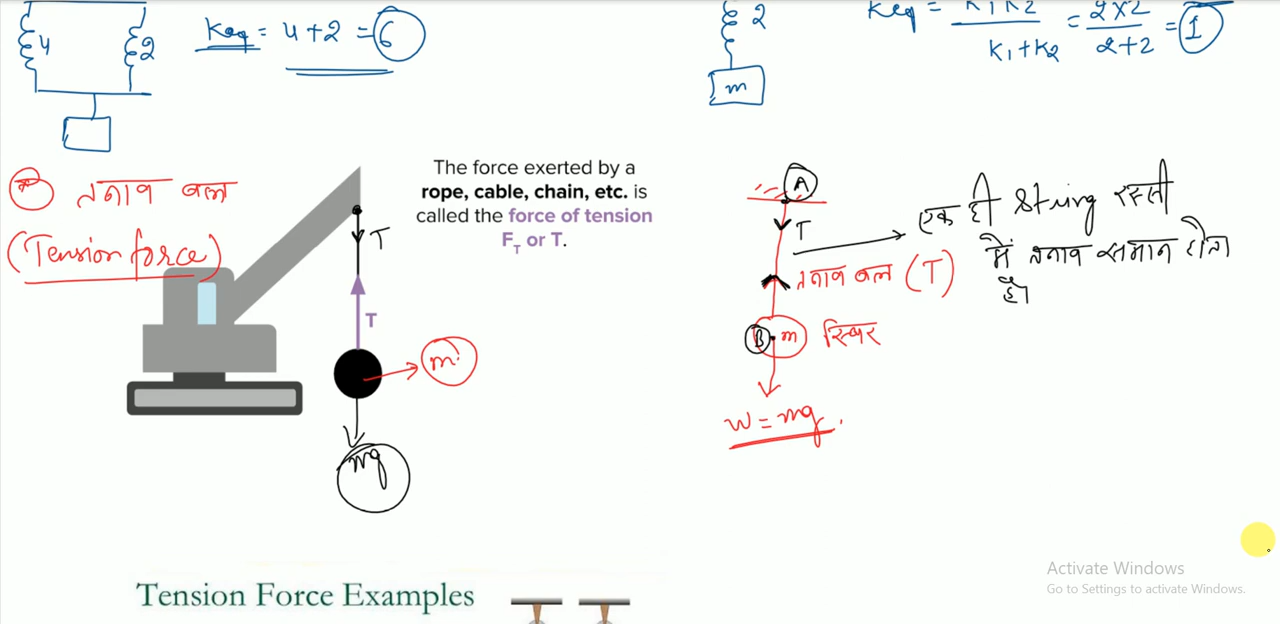 4 2 Keq = 4+2 = 6
2
m
Keq = K₁K₂/K₁+K₂ = 2×2/2+2 = 1
* तनाव बल
(Tension force)
T
T
m
mg
The force exerted by a
rope, cable, chain, etc. is
called the force of tension
F_T or T.
A
T
तनाव बल (T)
एक ही String रस्सी
में तनाव समान होता
है।
B m स्थिर
W = mg.
Tension Force Examples
Activate Windows
Go to Settings to activate Windows.